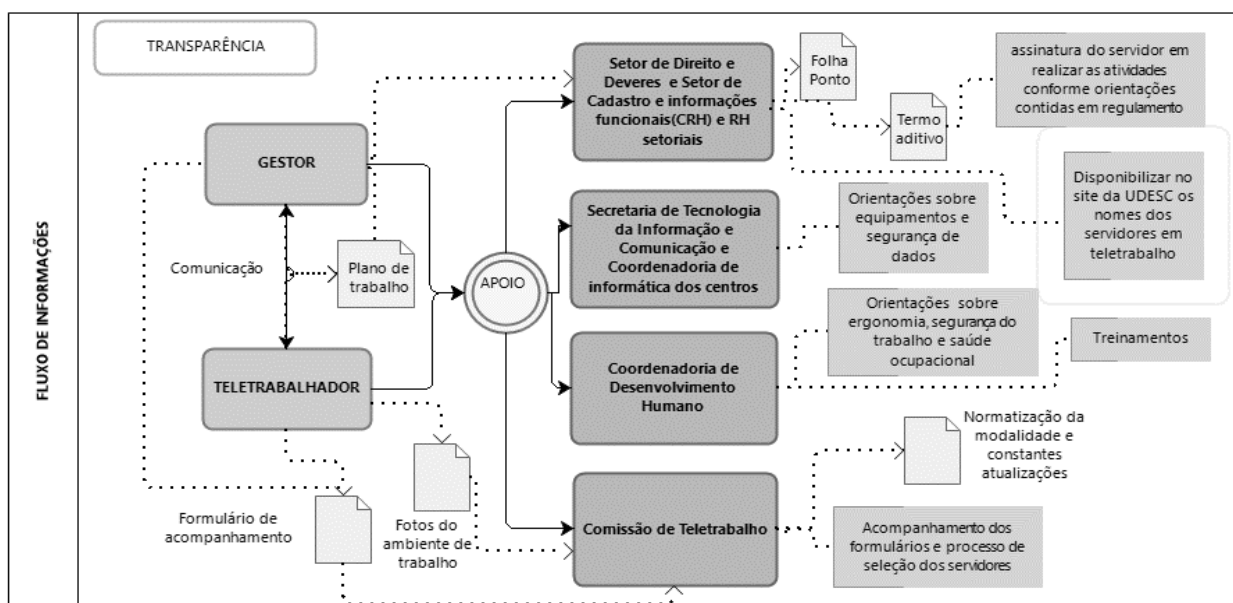 FLUXO DE INFORMAÇÕES
TRANSPARÊNCIA
GESTOR
Comunicação
Plano de
trabalho
TELETRABALHADOR
Formulário de
acompanhamento
Fotos do
ambiente de
trabalho
APOIO
Setor de Direito e
Deveres e Setor de
Cadastro e informações
funcionais(CRH) e RH
setoriais
Secretaria de Tecnologia
da Informação e
Comunicação e
Coordenadoria de
informática dos centros
Coordenadoria de
Desenvolvimento
Humano
Comissão de Teletrabalho
Folha
Ponto
Termo
aditivo
assinatura do servidor em
realizar as atividades
conforme orientações
contidas em regulamento
Disponibilizar no
site da UDESC os
nomes dos
servidores em
teletrabalho
Orientações sobre
equipamentos e
segurança de
dados
Orientações sobre
ergonomia, segurança do
trabalho e saúde
ocupacional
Treinamentos
Normatização da
modalidade e
constantes
atualizações
Acompanhamento dos
formulários e processo de
seleção dos servidores